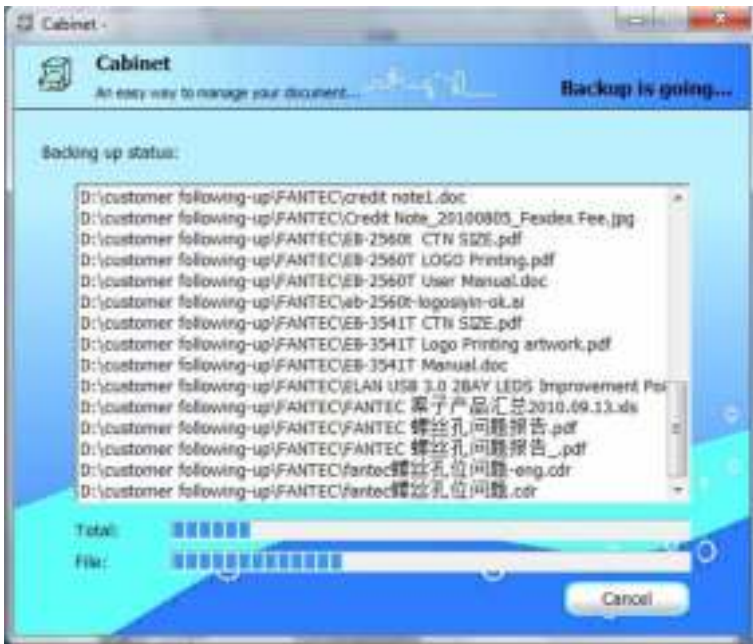 Cabinet -
Cabinet
An easy way to manage your document...
Backup is going...
Backing up status:
D:\customer following-up\FANTEC\credit note1.doc
D:\customer following-up\FANTEC\Credit Note_20100805_Fexdex Fee.jpg
D:\customer following-up\FANTEC\EB-2560t CTN SIZE.pdf
D:\customer following-up\FANTEC\EB-2560T LOGO Printing.pdf
D:\customer following-up\FANTEC\EB-2560T User Manual.doc
D:\customer following-up\FANTEC\eb-2560t-logosiyin-ok.ai
D:\customer following-up\FANTEC\EB-3541T CTN SIZE.pdf
D:\customer following-up\FANTEC\EB-3541T Logo Printing artwork.pdf
D:\customer following-up\FANTEC\EB-3541T Manual.doc
D:\customer following-up\FANTEC\ELAN USB 3.0 2BAY LEDS Improvement Poi
D:\customer following-up\FANTEC\FANTEC 案子产品汇总2010.09.13.xls
D:\customer following-up\FANTEC\FANTEC 螺丝孔问题报告.pdf
D:\customer following-up\FANTEC\FANTEC 螺丝孔问题报告_.pdf
D:\customer following-up\FANTEC\fantec螺丝孔位问题-eng.cdr
D:\customer following-up\FANTEC\fantec螺丝孔位问题.cdr
Total:
File:
Cancel